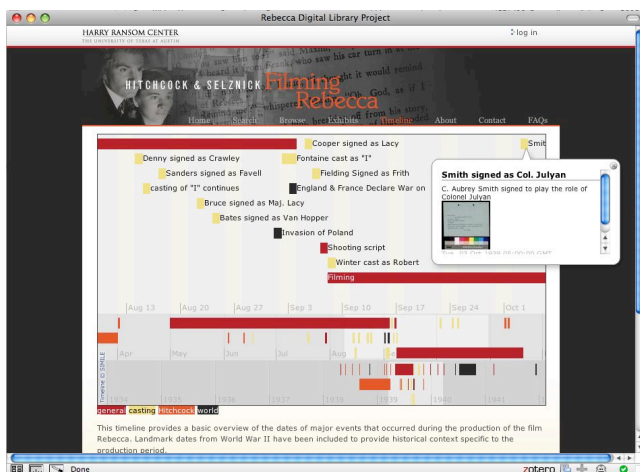 Rebecca Digital Library Project
HARRY RANSOM CENTER
THE UNIVERSITY OF TEXAS AT AUSTIN
log in
HITCHCOCK & SELZNICK Filming
Rebecca
Home Search Browse Exhibits Timeline About Contact FAQs
Cooper signed as Lacy
Smit
Denny signed as Crawley
Fontaine cast as "I"
Sanders signed as Favell
Fielding Signed as Frith
casting of "I" continues
England & France Declare War on
Bruce signed as Maj. Lacy
Bates signed as Van Hopper
Invasion of Poland
Shooting script
Winter cast as Robert
Filming
Smith signed as Col. Julyan
C. Aubrey Smith signed to play the role of
Colonel Julyan
Tue, 03 Oct 1939 05:00:00 GMT
Aug 13 Aug 20 Aug 27 Sep 3 Sep 10 Sep 17 Sep 24 Oct 1
Apr May Jun Jul Aug
1934 1935 1936 1937 1938 1939 1940 1941
Timeline © SIMILE
general casting Hitchcock world
This timeline provides a basic overview of the dates of major events that occurred during the production of the film
Rebecca. Landmark dates from World War II have been included to provide historical context specific to the
production period.
Done
zotero